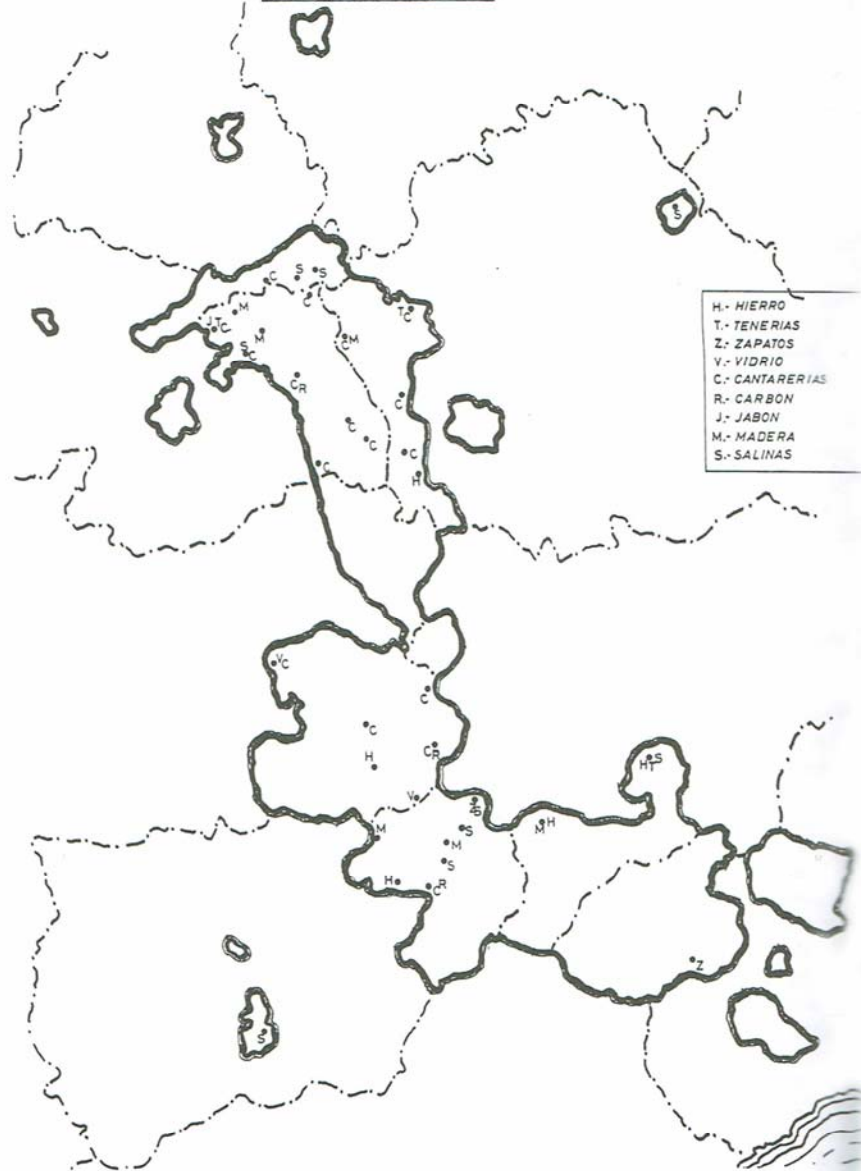 S
H.- HIERRO
T.- TENERIAS
Z.- ZAPATOS
V.- VIDRIO
C.- CANTARERIAS
R.- CARBON
J.- JABON
M.- MADERA
S.- SALINAS
C S S
C
T C
M
J T C
M
S C
C M
C R
C
C
C
C
C
H
V C
C
C
C R
H
H T S
V
S
M H
M
S
M
S
H
C R
Z
S